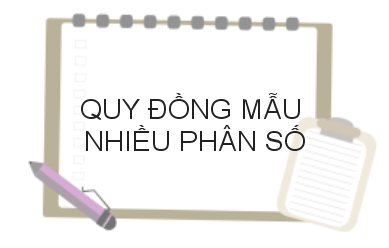 QUY ĐỒNG MẪU
NHIỀU PHÂN SỐ